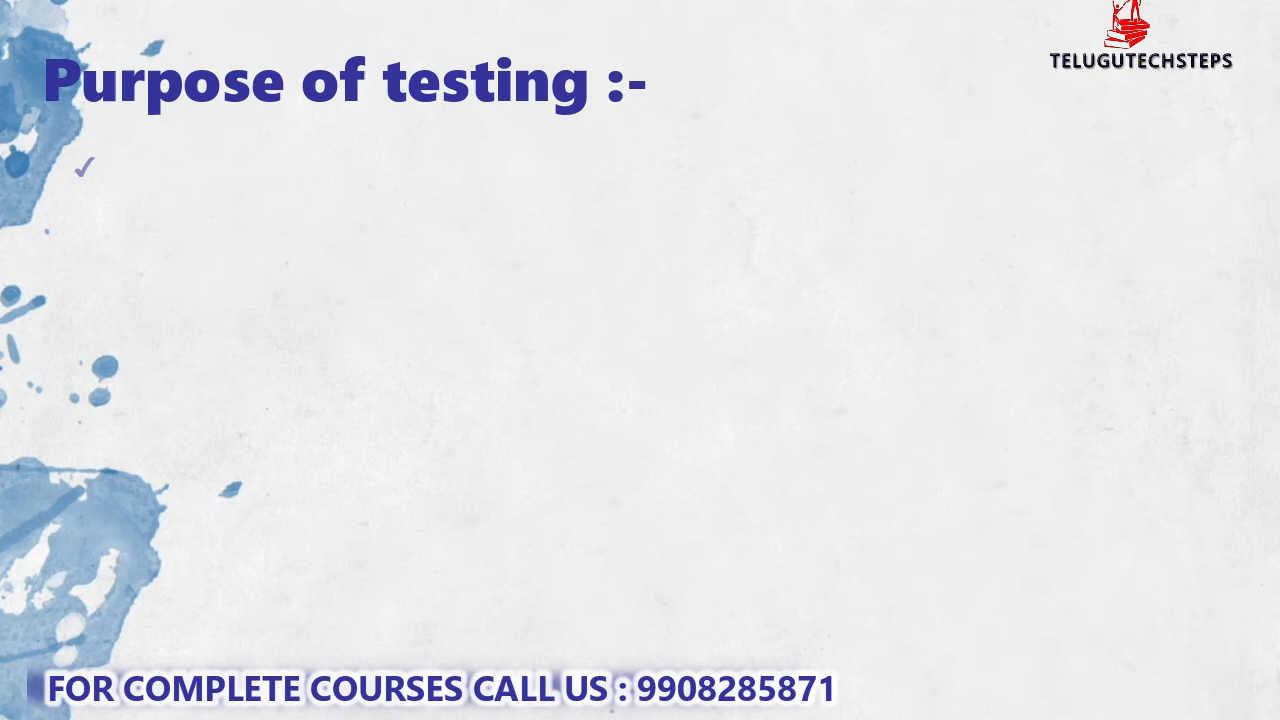 TELUGUTECHSTEPS
Purpose of testing :-
✓
FOR COMPLETE COURSES CALL US : 9908285871